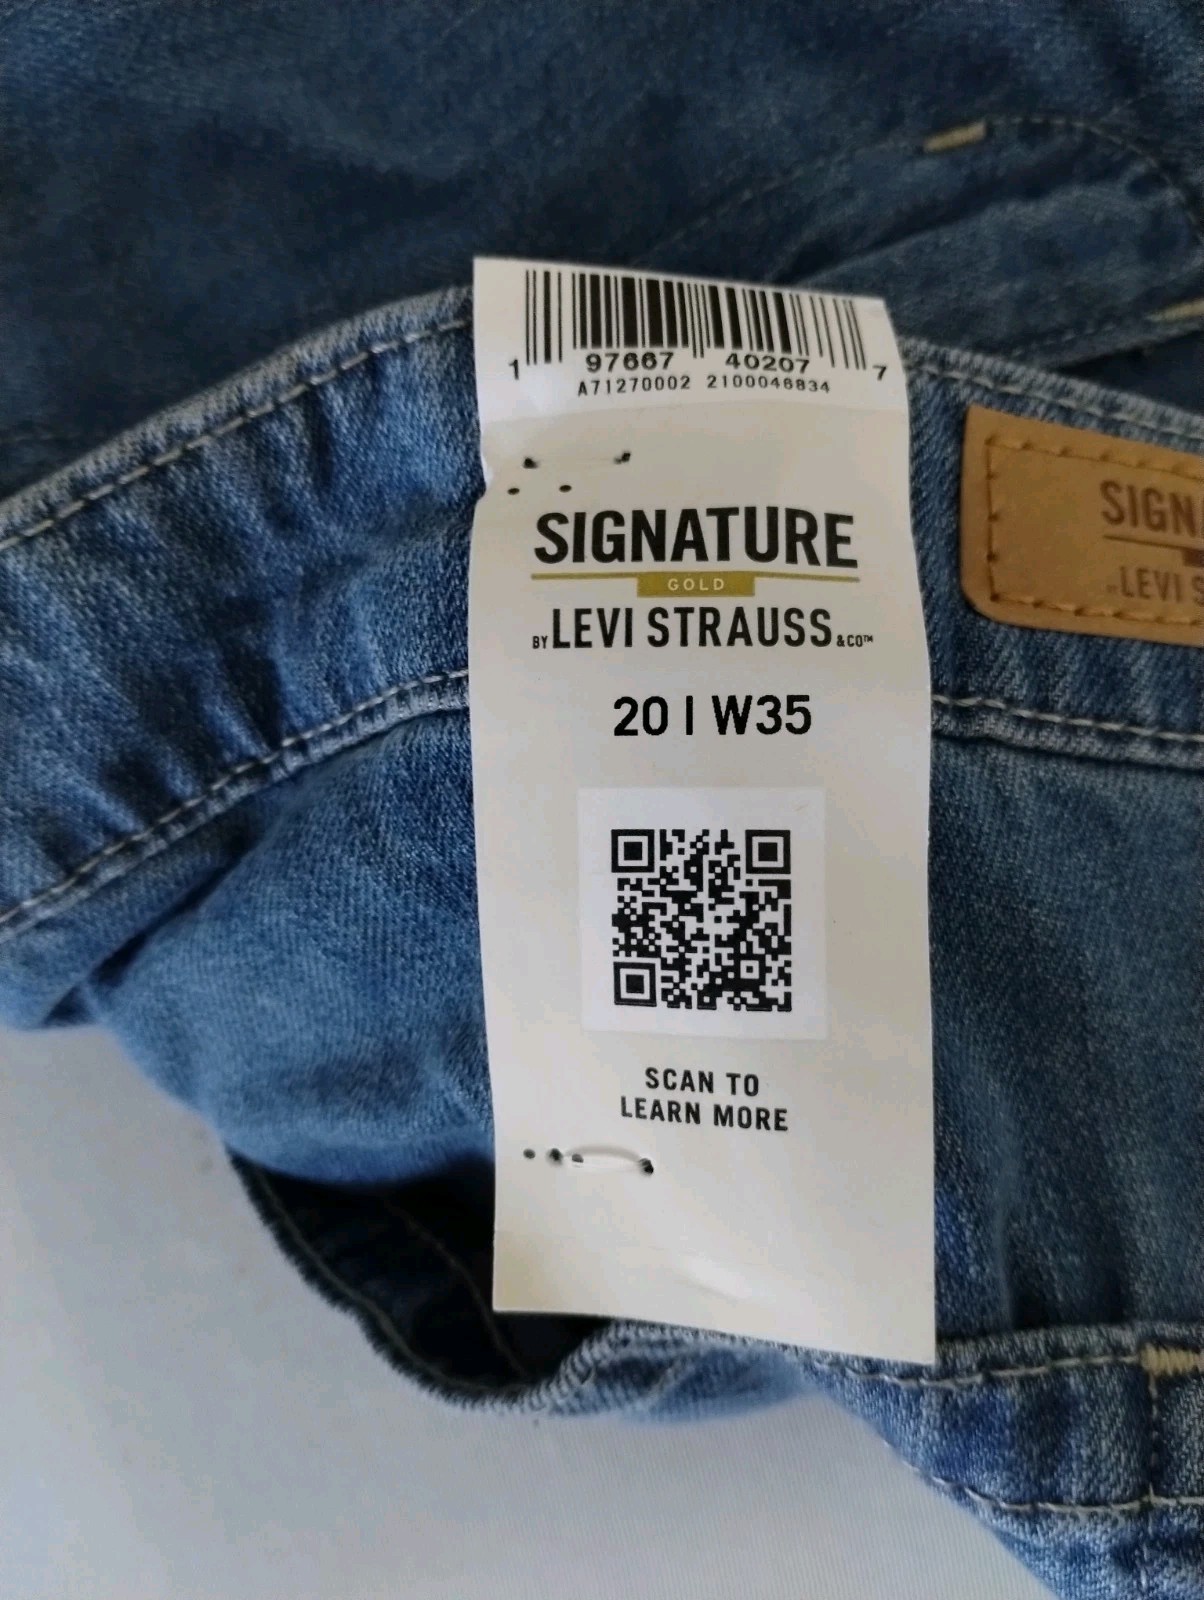 1 97667 40207 7
A71270002 2100046834
SIGNATURE
GOLD
BY LEVI STRAUSS & CO™
20 | W35
SCAN TO
LEARN MORE
SIGN
LEVI S